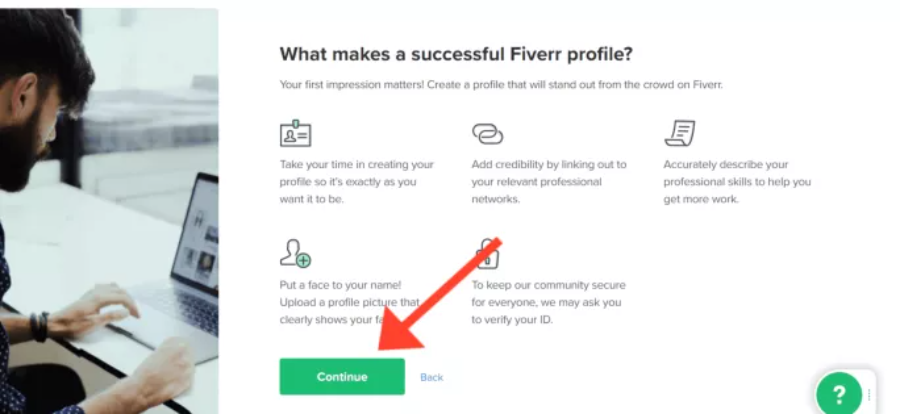 What makes a successful Fiverr profile?
Your first impression matters! Create a profile that will stand out from the crowd on Fiverr.
Take your time in creating your
profile so it's exactly as you
want it to be.
Add credibility by linking out to
your relevant professional
networks.
Accurately describe your
professional skills to help you
get more work.
Put a face to your name!
Upload a profile picture that
clearly shows your
To keep our community secure
for everyone, we may ask you
to verify your ID.
Continue
Back
?